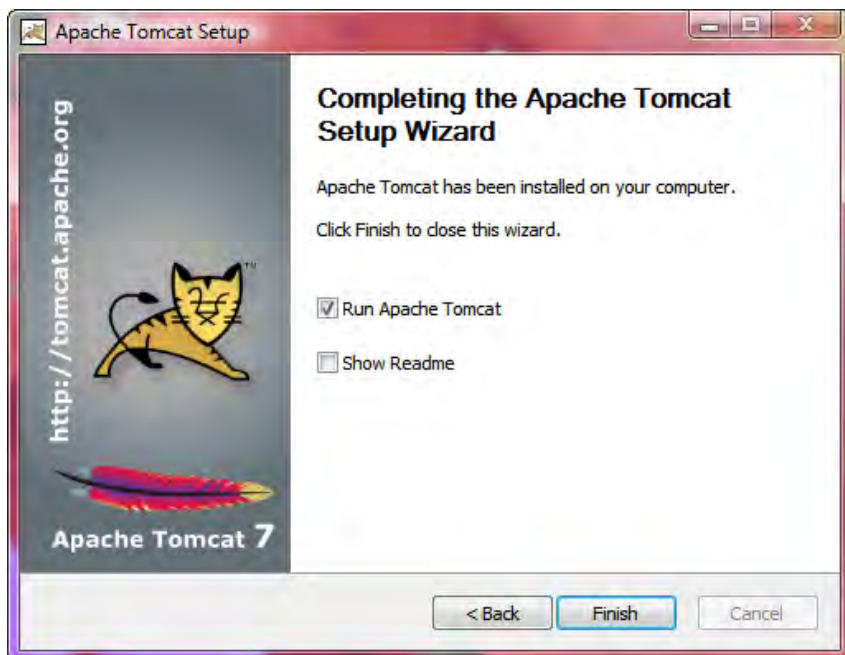 Apache Tomcat Setup
http://tomcat.apache.org
Completing the Apache Tomcat
Setup Wizard
Apache Tomcat has been installed on your computer.
Click Finish to close this wizard.
Run Apache Tomcat
Show Readme
TM
Apache Tomcat 7
< Back
Finish
Cancel